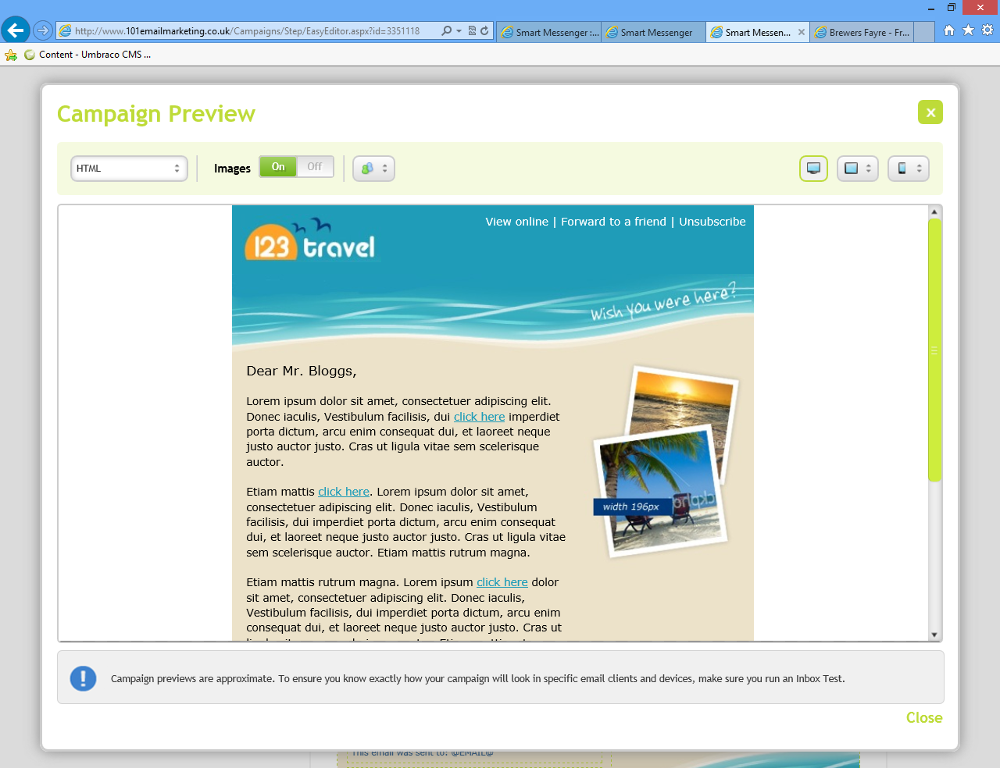 http://www.101emailmarketing.co.uk/Campaigns/Step/EasyEditor.aspx?id=3351118
Smart Messenger :...
Smart Messenger
Smart Messen...
Brewers Fayre - Fr...
Content - Umbraco CMS ...
Campaign Preview
x
HTML
Images
On
Off
123 travel
View online | Forward to a friend | Unsubscribe
Wish you were here?
Dear Mr. Bloggs,
Lorem ipsum dolor sit amet, consectetuer adipiscing elit.
Donec iaculis, Vestibulum facilisis, dui click here imperdiet
porta dictum, arcu enim consequat dui, et laoreet neque
justo auctor justo. Cras ut ligula vitae sem scelerisque
auctor.
Etiam mattis click here. Lorem ipsum dolor sit amet,
consectetuer adipiscing elit. Donec iaculis, Vestibulum
facilisis, dui imperdiet porta dictum, arcu enim consequat
dui, et laoreet neque justo auctor justo. Cras ut ligula vitae
sem scelerisque auctor. Etiam mattis rutrum magna.
width 196px
Etiam mattis rutrum magna. Lorem ipsum click here dolor
sit amet, consectetuer adipiscing elit. Donec iaculis,
Vestibulum facilisis, dui imperdiet porta dictum, arcu enim
consequat dui, et laoreet neque justo auctor justo. Cras ut
Campaign previews are approximate. To ensure you know exactly how your campaign will look in specific email clients and devices, make sure you run an Inbox Test.
Close
This email was sent to: @EMAIL@